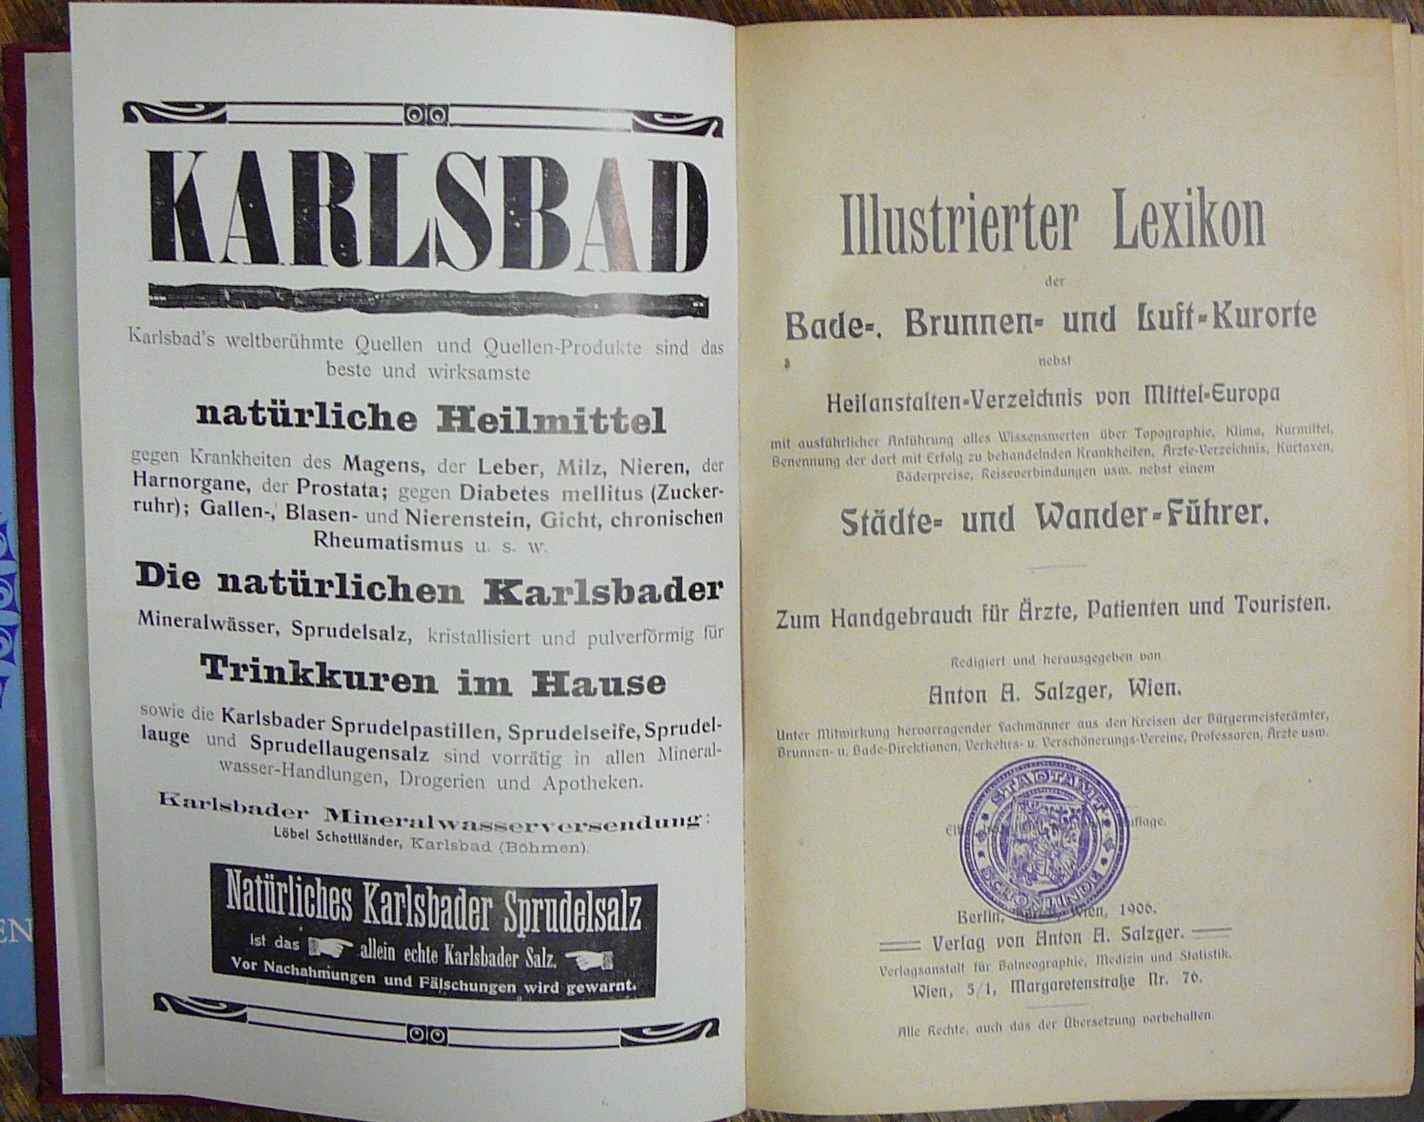 KARLSBAD
Karlsbad's weltberühmte Quellen und Quellen-Produkte sind das
beste und wirksamste
natürliche Heilmittel
gegen Krankheiten des Magens, der Leber, Milz, Nieren, der
Harnorgane, der Prostata; gegen Diabetes mellitus (Zucker-
ruhr); Gallen-, Blasen- und Nierenstein, Gicht, chronischen
Rheumatismus u. s. w.
Die natürlichen Karlsbader
Mineralwässer, Sprudelsalz, kristallisiert und pulverförmig für
Trinkkuren im Hause
sowie die Karlsbader Sprudelpastillen, Sprudelseife, Sprudel-
lauge und Sprudellaugensalz sind vorrätig in allen Mineral-
wasser-Handlungen, Drogerien und Apotheken.
Karlsbader Mineralwasserversendung:
Löbel Schottländer, Karlsbad (Böhmen).
Natürliches Karlsbader Sprudelsalz
ist das allein echte Karlsbader Salz.
Vor Nachahmungen und Fälschungen wird gewarnt.
Illustrierter Lexikon
der
Bade-, Brunnen- und Luft-Kurorte
nebst
Heilanstalten-Verzeichnis von Mittel-Europa
mit ausführlicher Anführung alles Wissenswerten über Topographie, Klima, Kurmittel,
Benennung der dort mit Erfolg zu behandelnden Krankheiten, Ärzte-Verzeichnis, Kurtaxen,
Bäderpreise, Reiseverbindungen usw. nebst einem
Städte- und Wander-Führer.
Zum Handgebrauch für Ärzte, Patienten und Touristen.
Redigiert und herausgegeben von
Anton A. Salzger, Wien.
Unter Mitwirkung hervorragender Fachmänner aus den Kreisen der Bürgermeisterämter,
Brunnen- u. Bade-Direktionen, Verkehrs- u. Verschönerungs-Vereine, Professoren, Ärzte usw.
STADTAMT
SCHÖNLINDE
Berlin, Wien, 1906.
Verlag von Anton A. Salzger.
Verlagsanstalt für Balneographie, Medizin und Statistik.
Wien, 5/1, Margaretenstraße Nr. 76.
Alle Rechte, auch das der Übersetzung vorbehalten.
EN